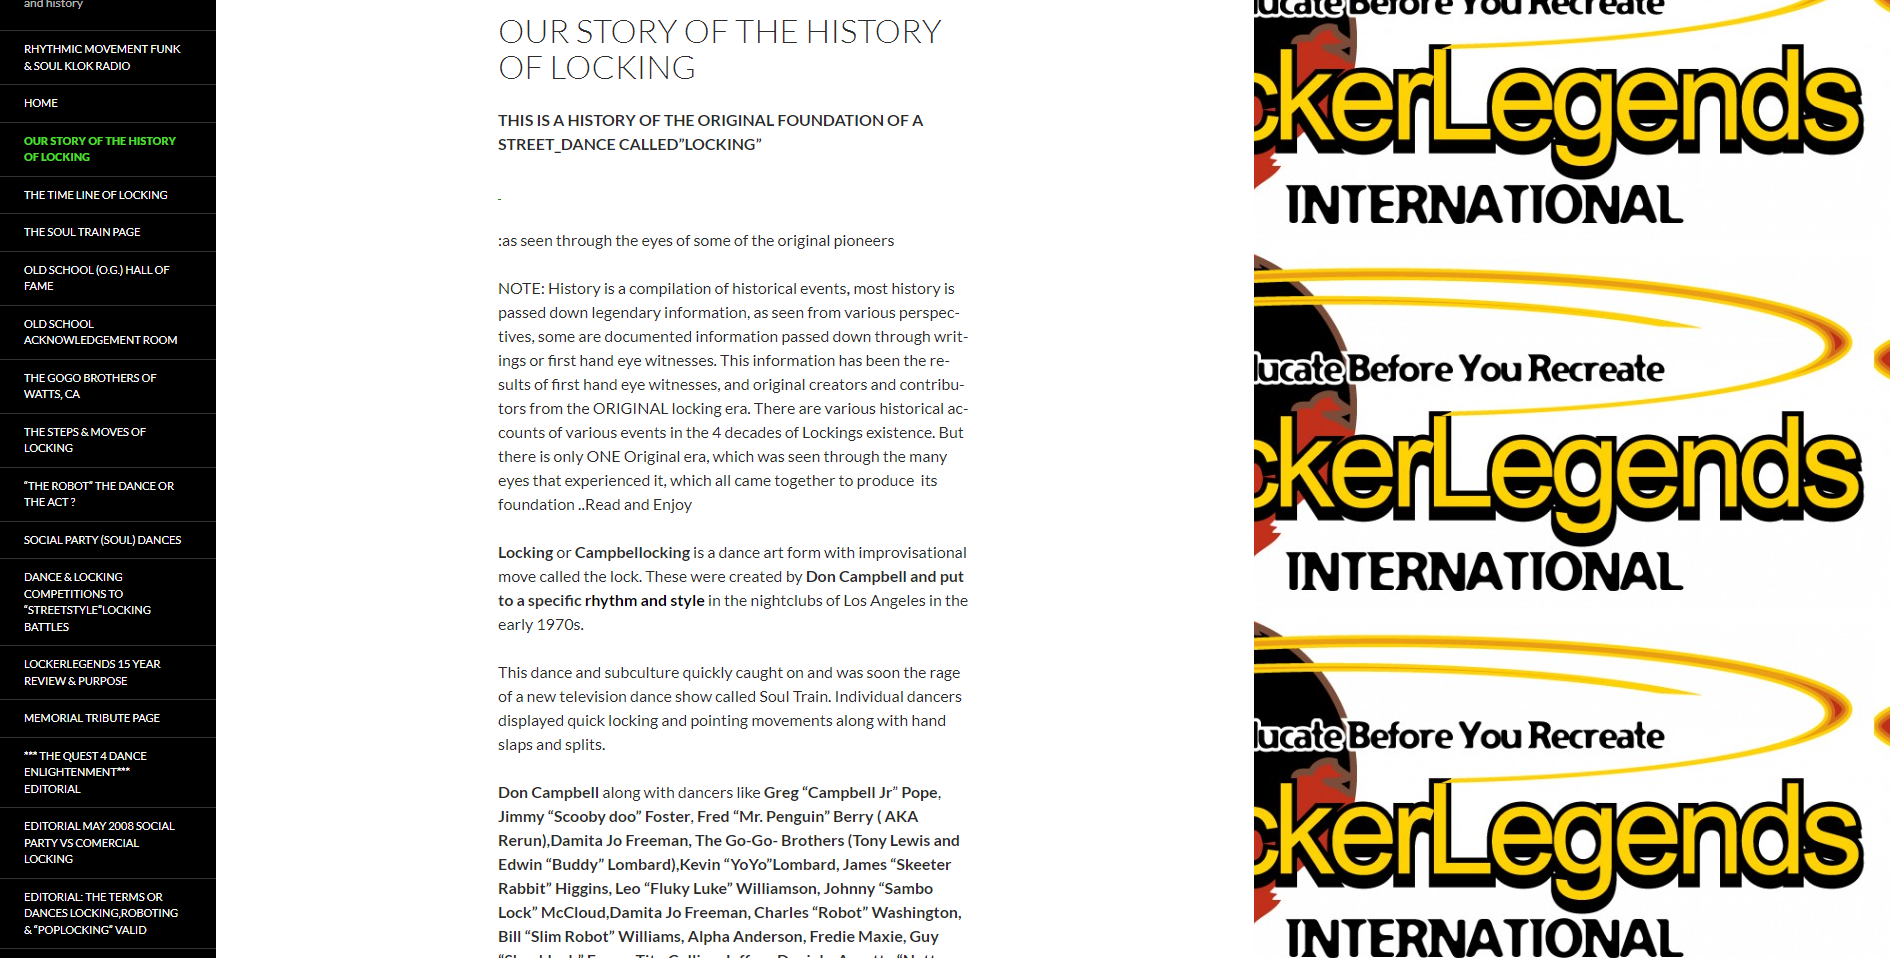 and history
RHYTHMIC MOVEMENT FUNK
& SOUL KLOK RADIO
HOME
OUR STORY OF THE HISTORY
OF LOCKING
THE TIME LINE OF LOCKING
THE SOUL TRAIN PAGE
OLD SCHOOL (O.G.) HALL OF
FAME
OLD SCHOOL
ACKNOWLEDGEMENT ROOM
THE GOGO BROTHERS OF
WATTS, CA
THE STEPS & MOVES OF
LOCKING
“THE ROBOT” THE DANCE OR
THE ACT ?
SOCIAL PARTY (SOUL) DANCES
DANCE & LOCKING
COMPETITIONS TO
“STREETSTYLE”LOCKING
BATTLES
LOCKERLEGENDS 15 YEAR
REVIEW & PURPOSE
MEMORIAL TRIBUTE PAGE
*** THE QUEST 4 DANCE
ENLIGHTENMENT***
EDITORIAL
EDITORIAL MAY 2008 SOCIAL
PARTY VS COMERCIAL
LOCKING
EDITORIAL: THE TERMS OR
DANCES LOCKING,ROBOTING
& “POPLOCKING” VALID
OUR STORY OF THE HISTORY
OF LOCKING
THIS IS A HISTORY OF THE ORIGINAL FOUNDATION OF A
STREET_DANCE CALLED”LOCKING”
-
:as seen through the eyes of some of the original pioneers
NOTE: History is a compilation of historical events, most history is
passed down legendary information, as seen from various perspec-
tives, some are documented information passed down through writ-
ings or first hand eye witnesses. This information has been the re-
sults of first hand eye witnesses, and original creators and contribu-
tors from the ORIGINAL locking era. There are various historical ac-
counts of various events in the 4 decades of Lockings existence. But
there is only ONE Original era, which was seen through the many
eyes that experienced it, which all came together to produce  its
foundation ..Read and Enjoy
Locking or Campbellocking is a dance art form with improvisational
move called the lock. These were created by Don Campbell and put
to a specific rhythm and style in the nightclubs of Los Angeles in the
early 1970s.
This dance and subculture quickly caught on and was soon the rage
of a new television dance show called Soul Train. Individual dancers
displayed quick locking and pointing movements along with hand
slaps and splits.
Don Campbell along with dancers like Greg “Campbell Jr” Pope,
Jimmy “Scooby doo” Foster, Fred “Mr. Penguin” Berry ( AKA
Rerun),Damita Jo Freeman, The Go-Go- Brothers (Tony Lewis and
Edwin “Buddy” Lombard),Kevin “YoYo”Lombard, James “Skeeter
Rabbit” Higgins, Leo “Fluky Luke” Williamson, Johnny “Sambo
Lock” McCloud,Damita Jo Freeman, Charles “Robot” Washington,
Bill “Slim Robot” Williams, Alpha Anderson, Fredie Maxie, Guy
ucate Before You Recreate
ckerLegends
INTERNATIONAL
ucate Before You Recreate
ckerLegends
INTERNATIONAL
ucate Before You Recreate
ckerLegends
INTERNATIONAL